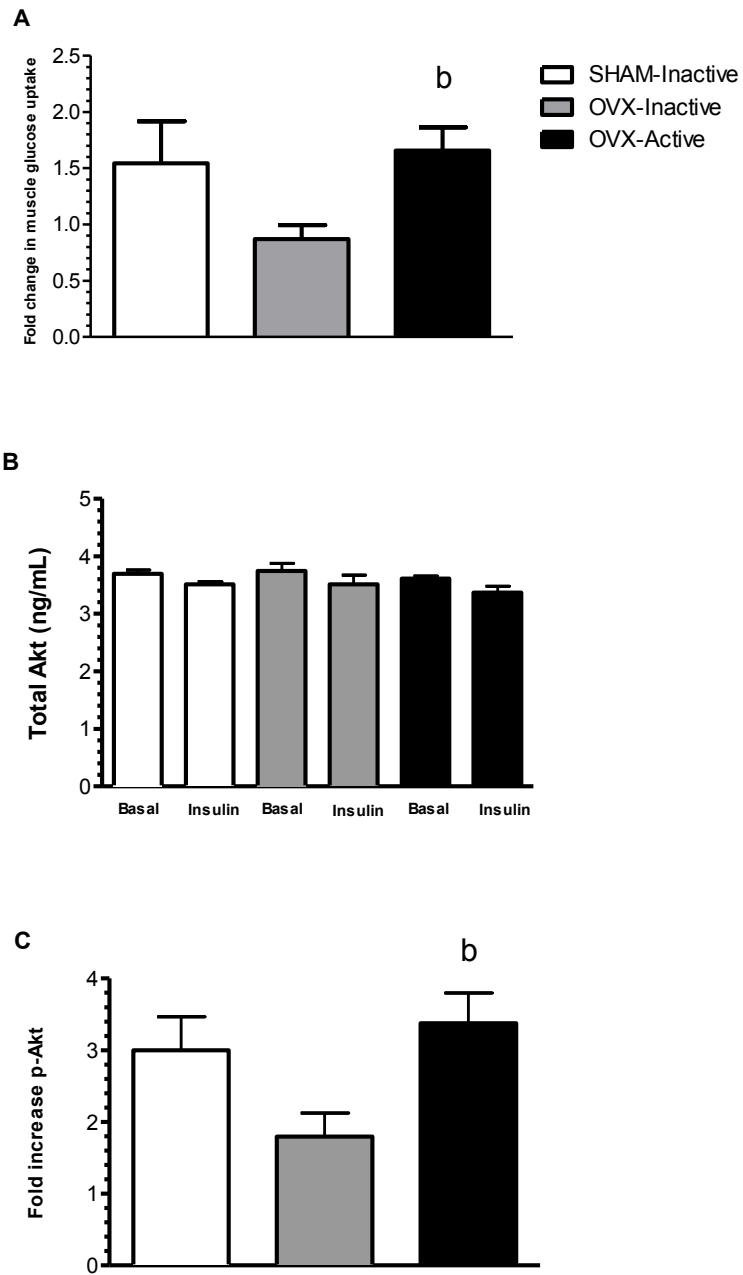 A
2.5
2.0
1.5
1.0
0.5
0.0
Fold change in muscle glucose uptake
b
SHAM-Inactive
OVX-Inactive
OVX-Active
B
5
4
3
2
1
0
Total Akt (ng/mL)
Basal Insulin Basal Insulin Basal Insulin
C
4
3
2
1
0
Fold increase p-Akt
b